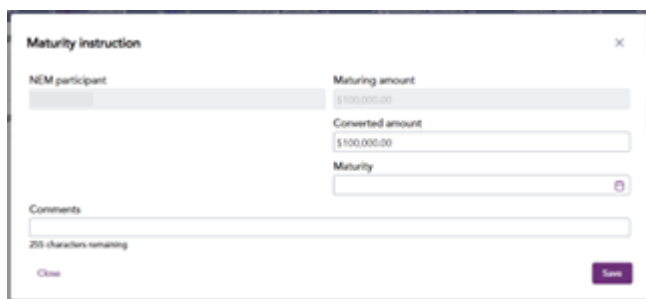 Maturity instruction
NEM participant
Maturing amount
$100,000.00
Converted amount
$100,000.00
Maturity
Comments
255 characters remaining
Close
Save